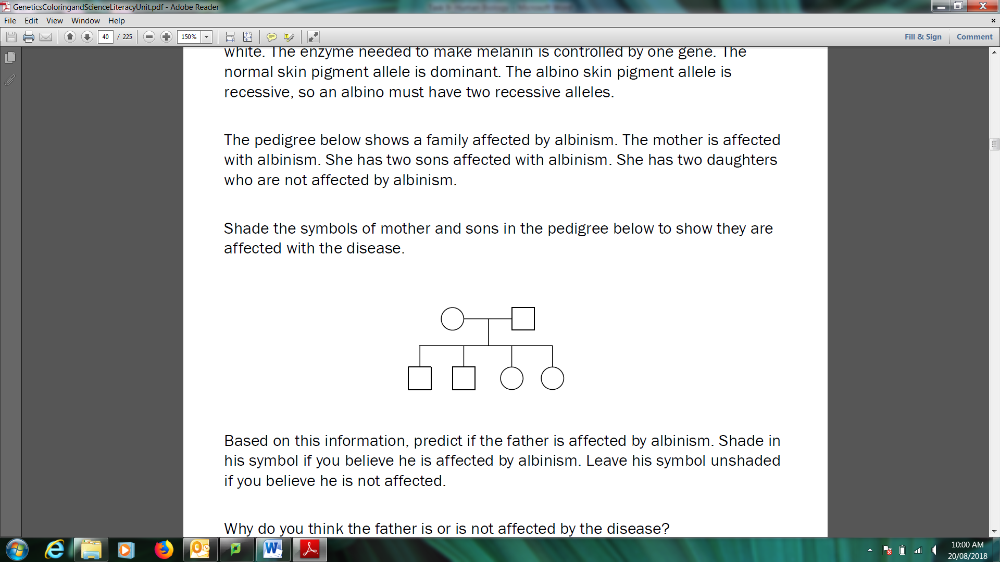 GeneticsColoringandScienceLiteracyUnit.pdf - Adobe Reader
File Edit View Window Help
40 / 225 150% Fill & Sign Comment
white. The enzyme needed to make melanin is controlled by one gene. The
normal skin pigment allele is dominant. The albino skin pigment allele is
recessive, so an albino must have two recessive alleles.
The pedigree below shows a family affected by albinism. The mother is affected
with albinism. She has two sons affected with albinism. She has two daughters
who are not affected by albinism.
Shade the symbols of mother and sons in the pedigree below to show they are
affected with the disease.
Based on this information, predict if the father is affected by albinism. Shade in
his symbol if you believe he is affected by albinism. Leave his symbol unshaded
if you believe he is not affected.
Why do you think the father is or is not affected by the disease?
10:00 AM
20/08/2018